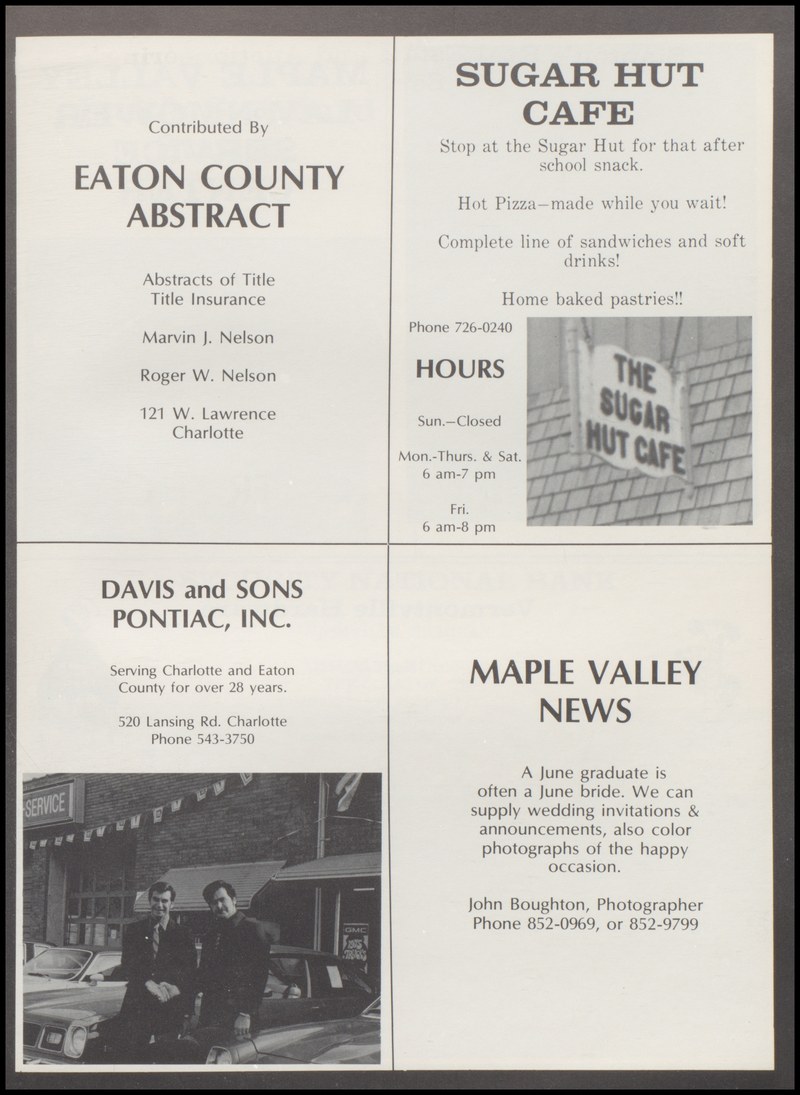 Contributed By
EATON COUNTY
ABSTRACT
Abstracts of Title
Title Insurance
Marvin J. Nelson
Roger W. Nelson
121 W. Lawrence
Charlotte
SUGAR HUT
CAFE
Stop at the Sugar Hut for that after
school snack.
Hot Pizza—made while you wait!
Complete line of sandwiches and soft
drinks!
Home baked pastries!!
Phone 726-0240
HOURS
Sun.—Closed
Mon.-Thurs. & Sat.
6 am-7 pm
Fri.
6 am-8 pm
THE
SUGAR
HUT CAFE
DAVIS and SONS
PONTIAC, INC.
Serving Charlotte and Eaton
County for over 28 years.
520 Lansing Rd. Charlotte
Phone 543-3750
-SERVICE
GMC
MAPLE VALLEY
NEWS
A June graduate is
often a June bride. We can
supply wedding invitations &
announcements, also color
photographs of the happy
occasion.
John Boughton, Photographer
Phone 852-0969, or 852-9799